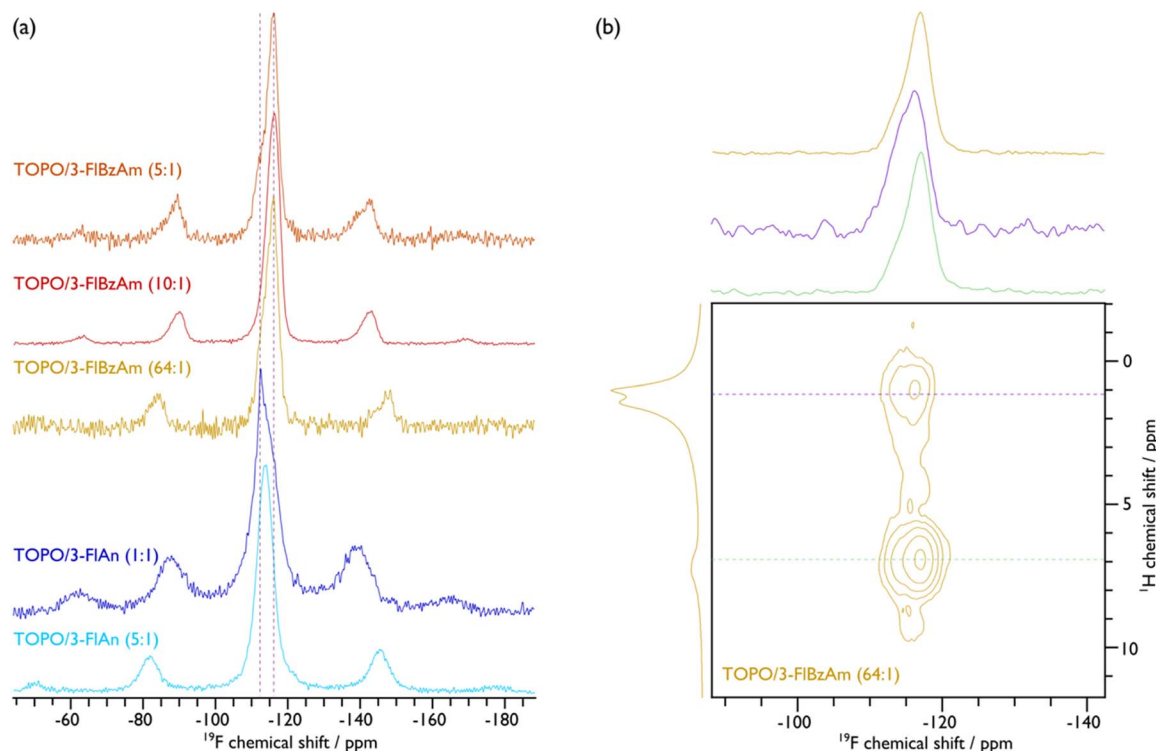 (a)
TOPO/3-FlBzAm (5:1)
TOPO/3-FlBzAm (10:1)
TOPO/3-FlBzAm (64:1)
TOPO/3-FlAn (1:1)
TOPO/3-FlAn (5:1)
-60 -80 -100 -120 -140 -160 -180
¹⁹F chemical shift / ppm
(b)
0
5
10
¹H chemical shift / ppm
TOPO/3-FlBzAm (64:1)
-100 -120 -140
¹⁹F chemical shift / ppm